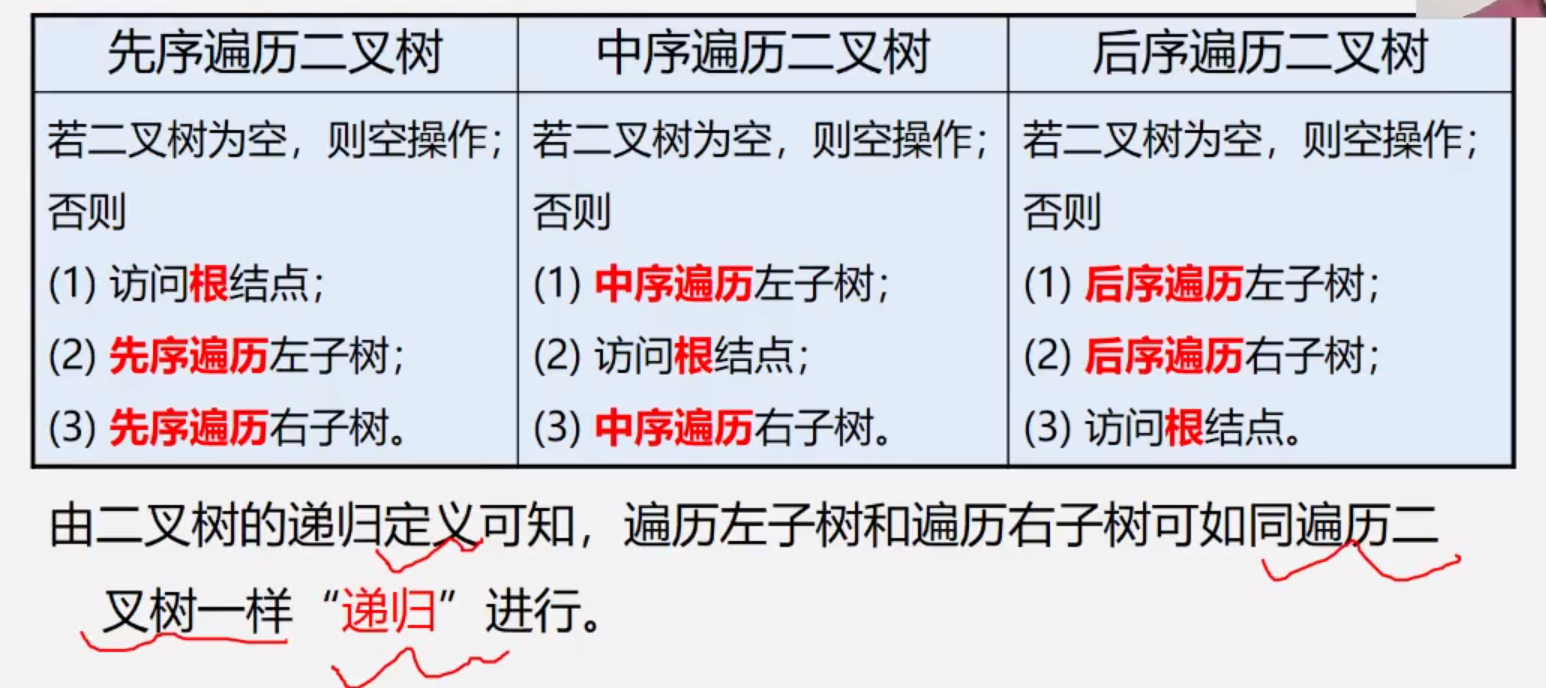 先序遍历二叉树
中序遍历二叉树
后序遍历二叉树
若二叉树为空，则空操作；
否则
(1) 访问根结点；
(2) 先序遍历左子树；
(3) 先序遍历右子树。
若二叉树为空，则空操作；
否则
(1) 中序遍历左子树；
(2) 访问根结点；
(3) 中序遍历右子树。
若二叉树为空，则空操作；
否则
(1) 后序遍历左子树；
(2) 后序遍历右子树；
(3) 访问根结点。
由二叉树的递归定义可知，遍历左子树和遍历右子树可如同遍历二
叉树一样“递归”进行。